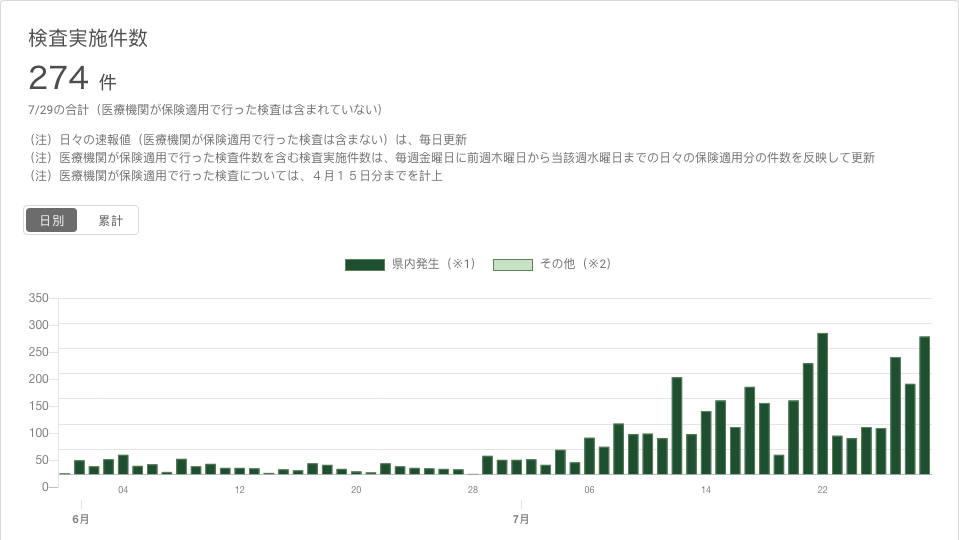 検査実施件数
274 件
7/29の合計（医療機関が保険適用で行った検査は含まれていない）
（注）日々の速報値（医療機関が保険適用で行った検査は含まない）は、毎日更新
（注）医療機関が保険適用で行った検査件数を含む検査実施件数は、毎週金曜日に前週木曜日から当該週水曜日までの日々の保険適用分の件数を反映して更新
（注）医療機関が保険適用で行った検査については、４月１５日分までを計上
日別 累計
県内発生（※1） その他（※2）
350
300
250
200
150
100
50
0
04 12 20 28 06 14 22
6月 7月